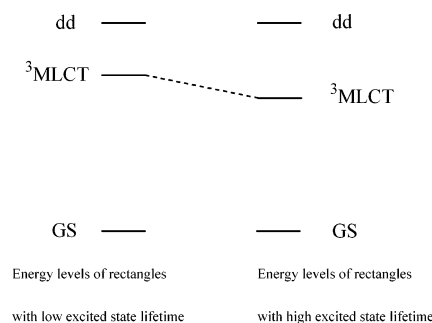 dd
dd
³MLCT
³MLCT
GS
GS
Energy levels of rectangles
with low excited state lifetime
Energy levels of rectangles
with high excited state lifetime